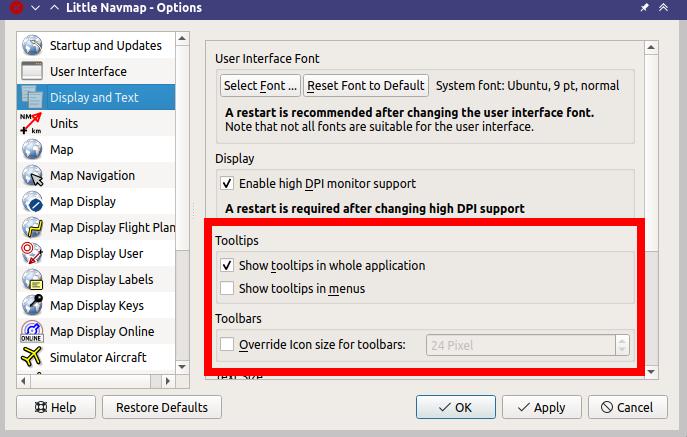 Little Navmap - Options
Startup and Updates
User Interface
Display and Text
NM
km
Units
Map
Map Navigation
Map Display
Map Display Flight Plan
Map Display User
Map Display Labels
Map Display Keys
ONLINE
Map Display Online
Simulator Aircraft
User Interface Font
Select Font ... Reset Font to Default System font: Ubuntu, 9 pt, normal
A restart is recommended after changing the user interface font.
Note that not all fonts are suitable for the user interface.
Display
Enable high DPI monitor support
A restart is required after changing high DPI support
Tooltips
Show tooltips in whole application
Show tooltips in menus
Toolbars
Override Icon size for toolbars: 24 Pixel
Text Size
Help Restore Defaults OK Apply Cancel